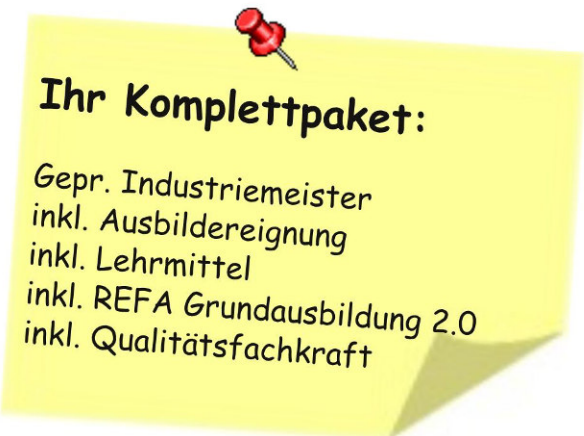 Ihr Komplettpaket:
Gepr. Industriemeister
inkl. Ausbildereignung
inkl. Lehrmittel
inkl. REFA Grundausbildung 2.0
inkl. Qualitätsfachkraft